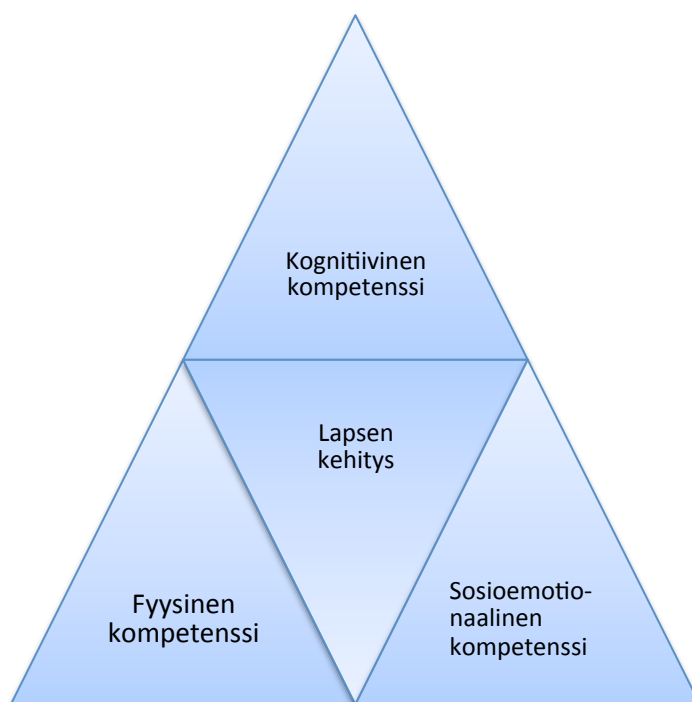 Kognitiivinen
kompetenssi
Lapsen
kehitys
Fyysinen
kompetenssi
Sosioemotio-
naalinen
kompetenssi